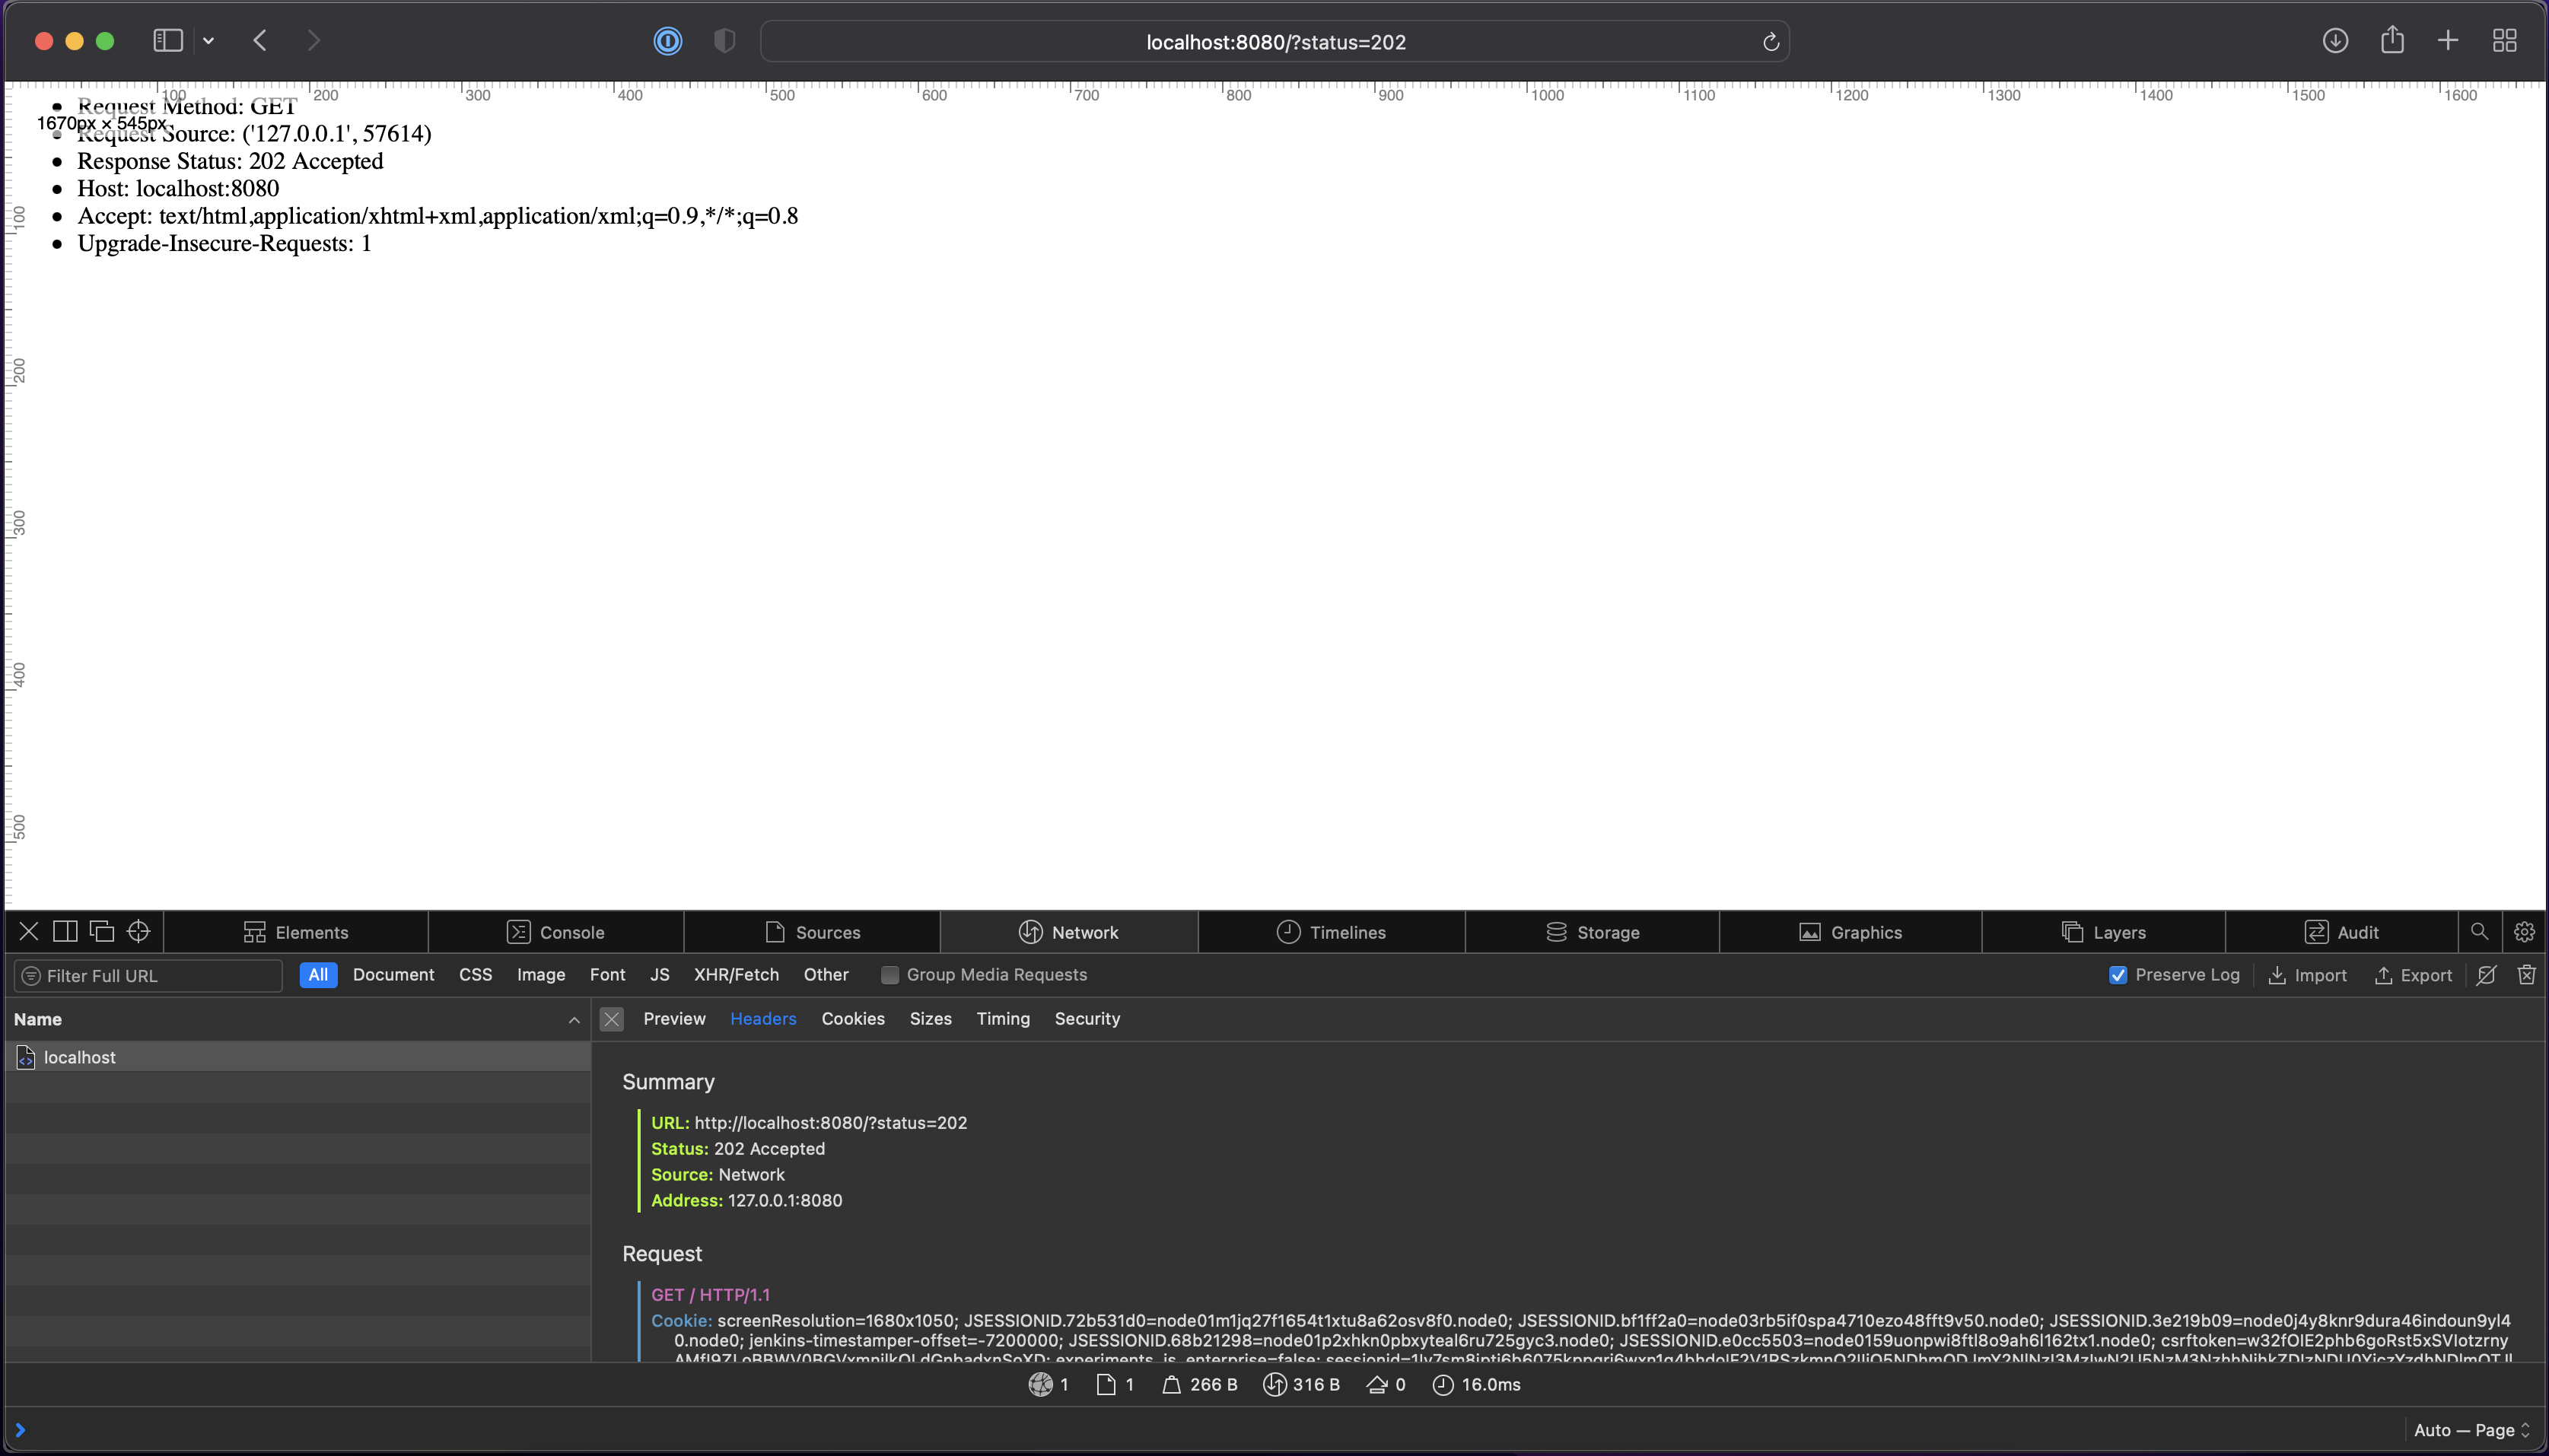 localhost:8080/?status=202
100 200 300 400 500 600 700 800 900 1000 1100 1200 1300 1400 1500 1600
Request Method: GET
1670px × 545px
Request Source: ('127.0.0.1', 57614)
Response Status: 202 Accepted
Host: localhost:8080
Accept: text/html,application/xhtml+xml,application/xml;q=0.9,*/*;q=0.8
Upgrade-Insecure-Requests: 1
100
200
300
400
500
Elements Console Sources Network Timelines Storage Graphics Layers Audit
Filter Full URL All Document CSS Image Font JS XHR/Fetch Other Group Media Requests Preserve Log Import Export
Name Preview Headers Cookies Sizes Timing Security
localhost
Summary
URL: http://localhost:8080/?status=202
Status: 202 Accepted
Source: Network
Address: 127.0.0.1:8080
Request
GET / HTTP/1.1
Cookie: screenResolution=1680x1050; JSESSIONID.72b531d0=node01m1jq27f1654t1xtu8a62osv8f0.node0; JSESSIONID.bf1ff2a0=node03rb5if0spa4710ezo48fft9v50.node0; JSESSIONID.3e219b09=node0j4y8knr9dura46indoun9yl4
0.node0; jenkins-timestamper-offset=-7200000; JSESSIONID.68b21298=node01p2xhkn0pbxyteal6ru725gyc3.node0; JSESSIONID.e0cc5503=node0159uonpwi8ftl8o9ah6l162tx1.node0; csrftoken=w32fOIE2phb6goRst5xSVIotzrny
experiments_is_enterprise=false;
1 1 266 B 316 B 0 16.0ms
Auto — Page